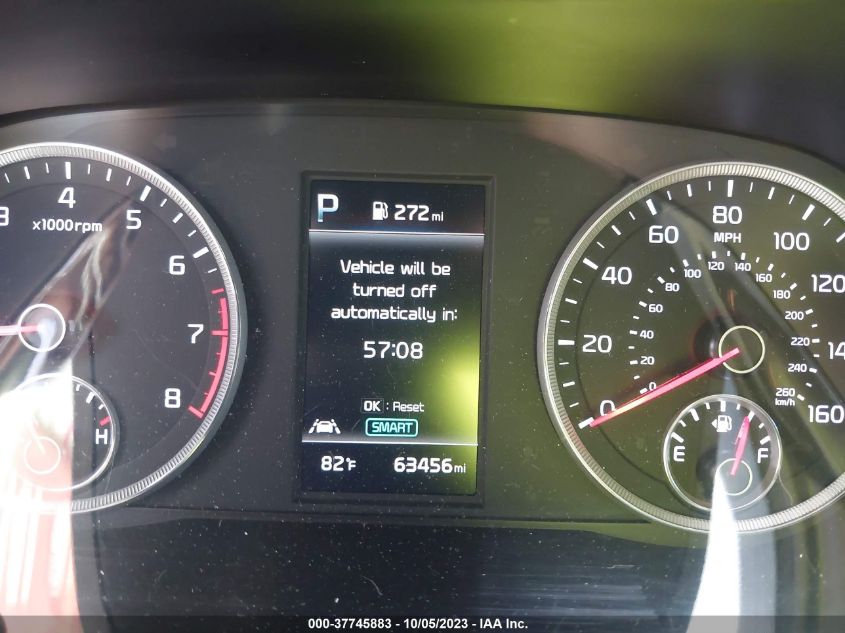 3 4 5 6 7 8
x1000rpm
H
P 272 mi
Vehicle will be
turned off
automatically in:
57:08
OK : Reset
SMART
82°F 63456 mi
0 20 40 60 80 100 120 14 160
MPH
0 20 40 60 80 100 120 140 160 180 200 220 240 260
km/h
E F
000-37745883 - 10/05/2023 - IAA Inc.